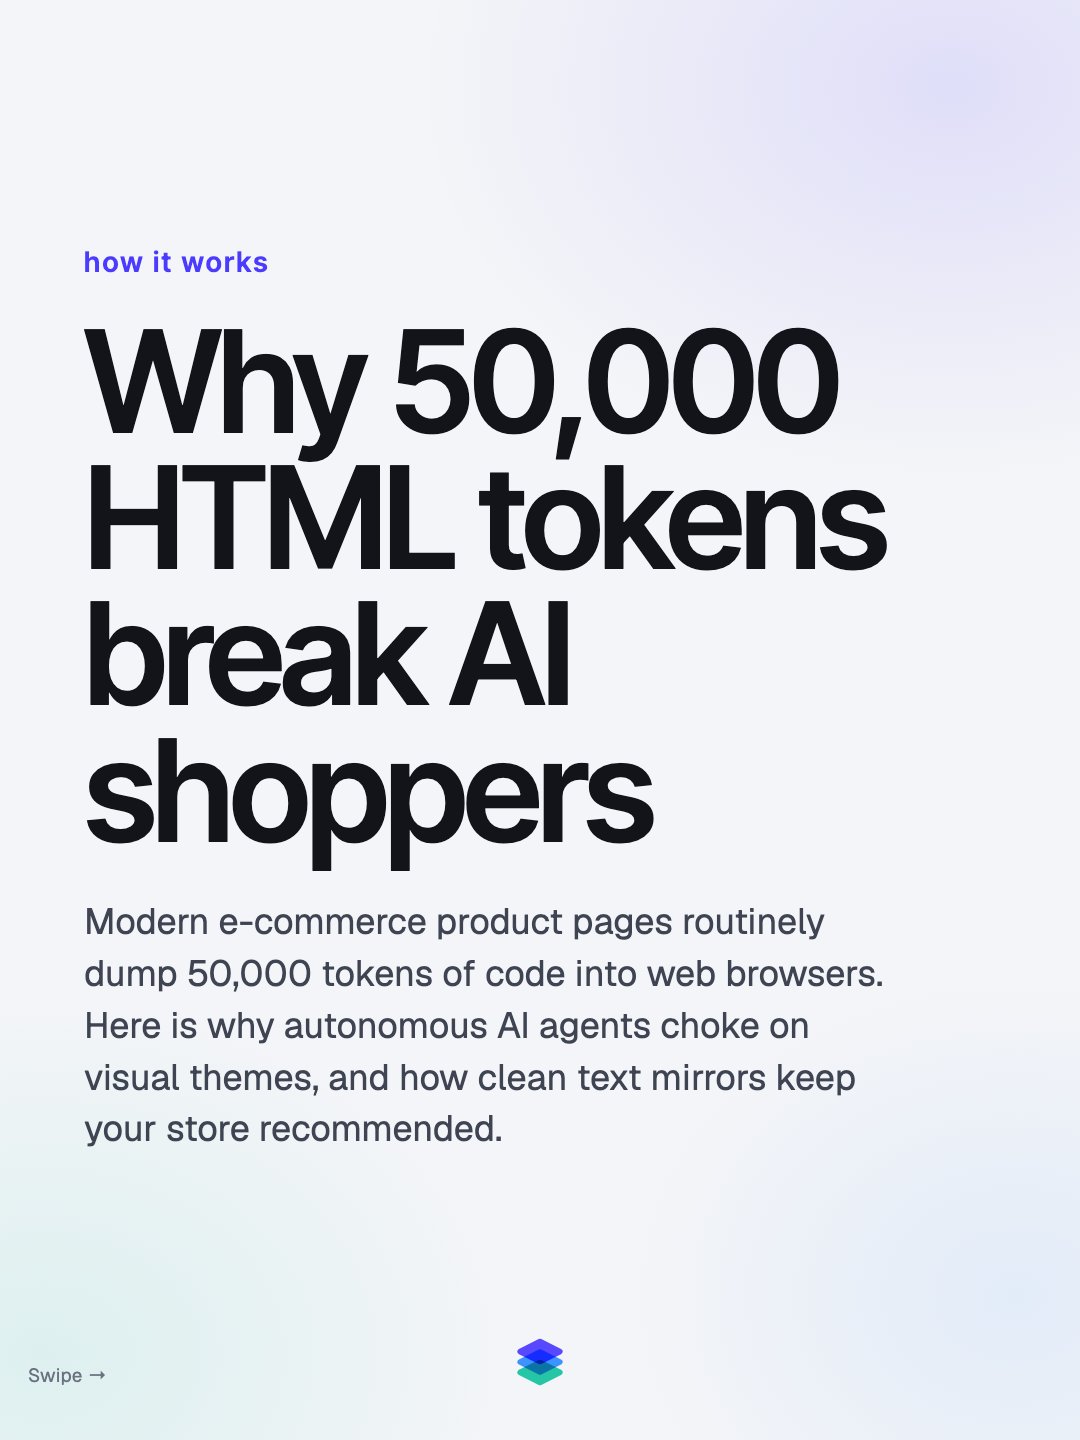 how it works
Why 50,000
HTML tokens
break AI
shoppers
Modern e-commerce product pages routinely
dump 50,000 tokens of code into web browsers.
Here is why autonomous AI agents choke on
visual themes, and how clean text mirrors keep
your store recommended.
Swipe →